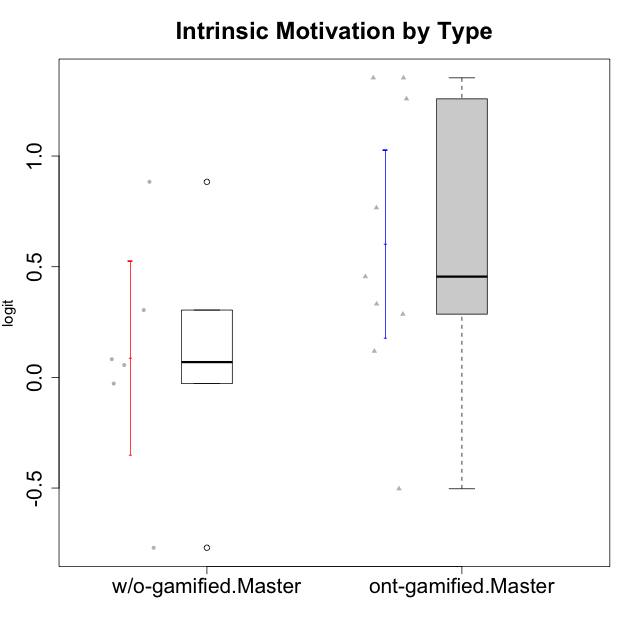 Intrinsic Motivation by Type
logit
1.0
0.5
0.0
-0.5
w/o-gamified.Master
ont-gamified.Master